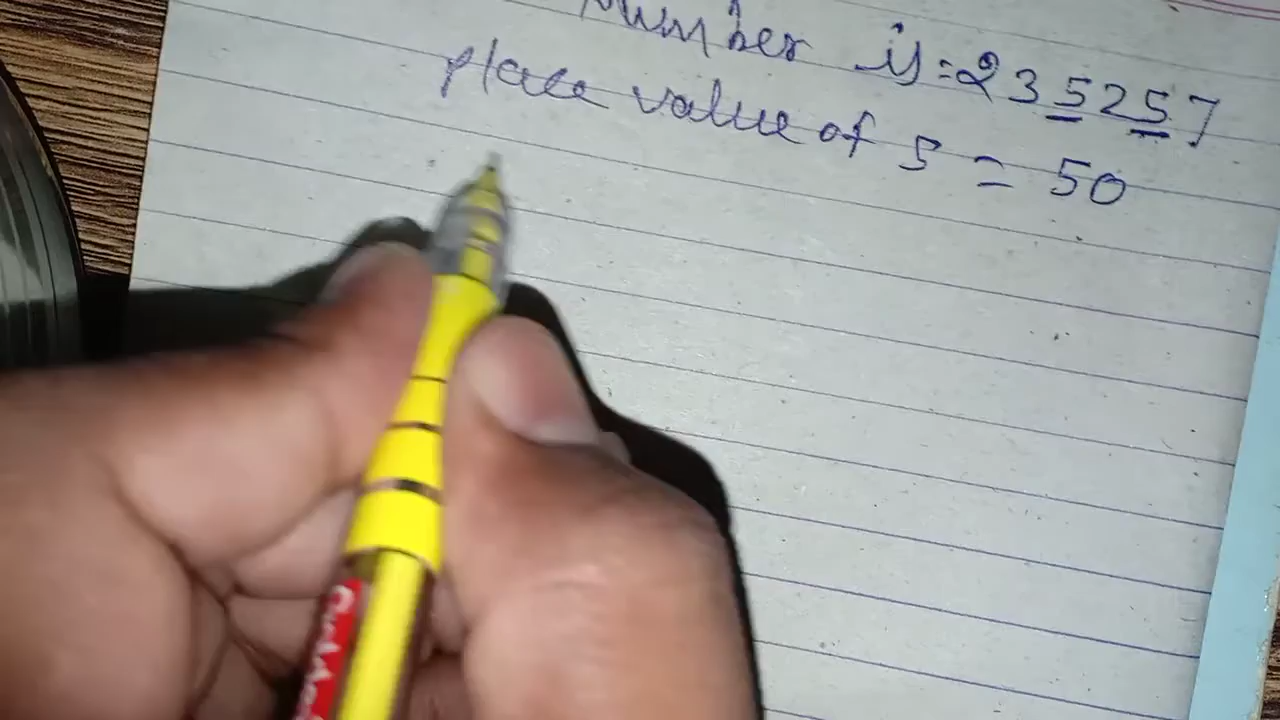 Number is = 235257
place value of 5 = 50